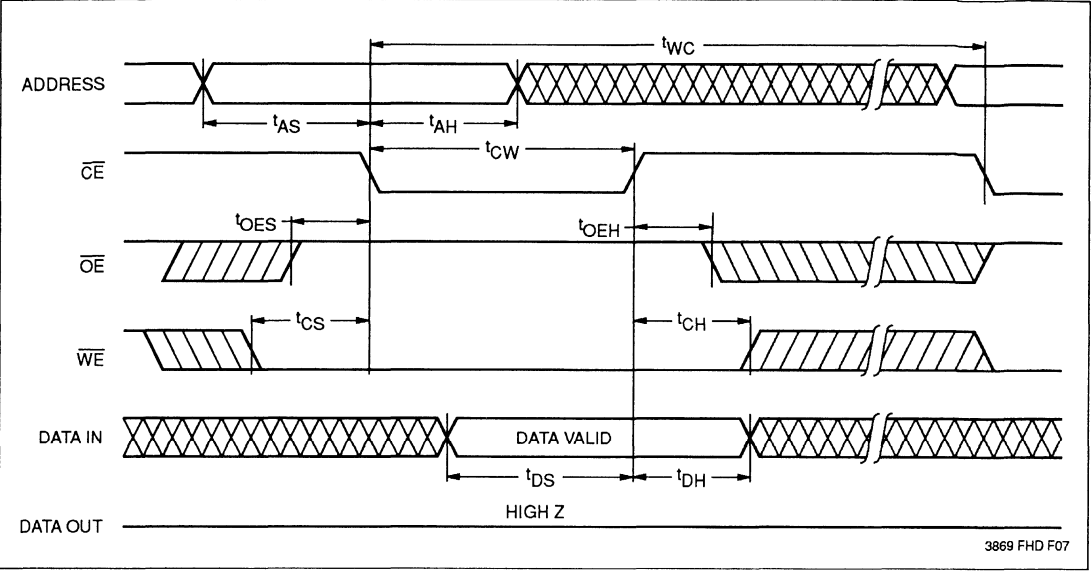 tWC
ADDRESS
tAS
tAH
tCW
CE
tOES
tOEH
OE
tCS
tCH
WE
DATA IN
DATA VALID
tDS
tDH
HIGH Z
DATA OUT
3869 FHD F07